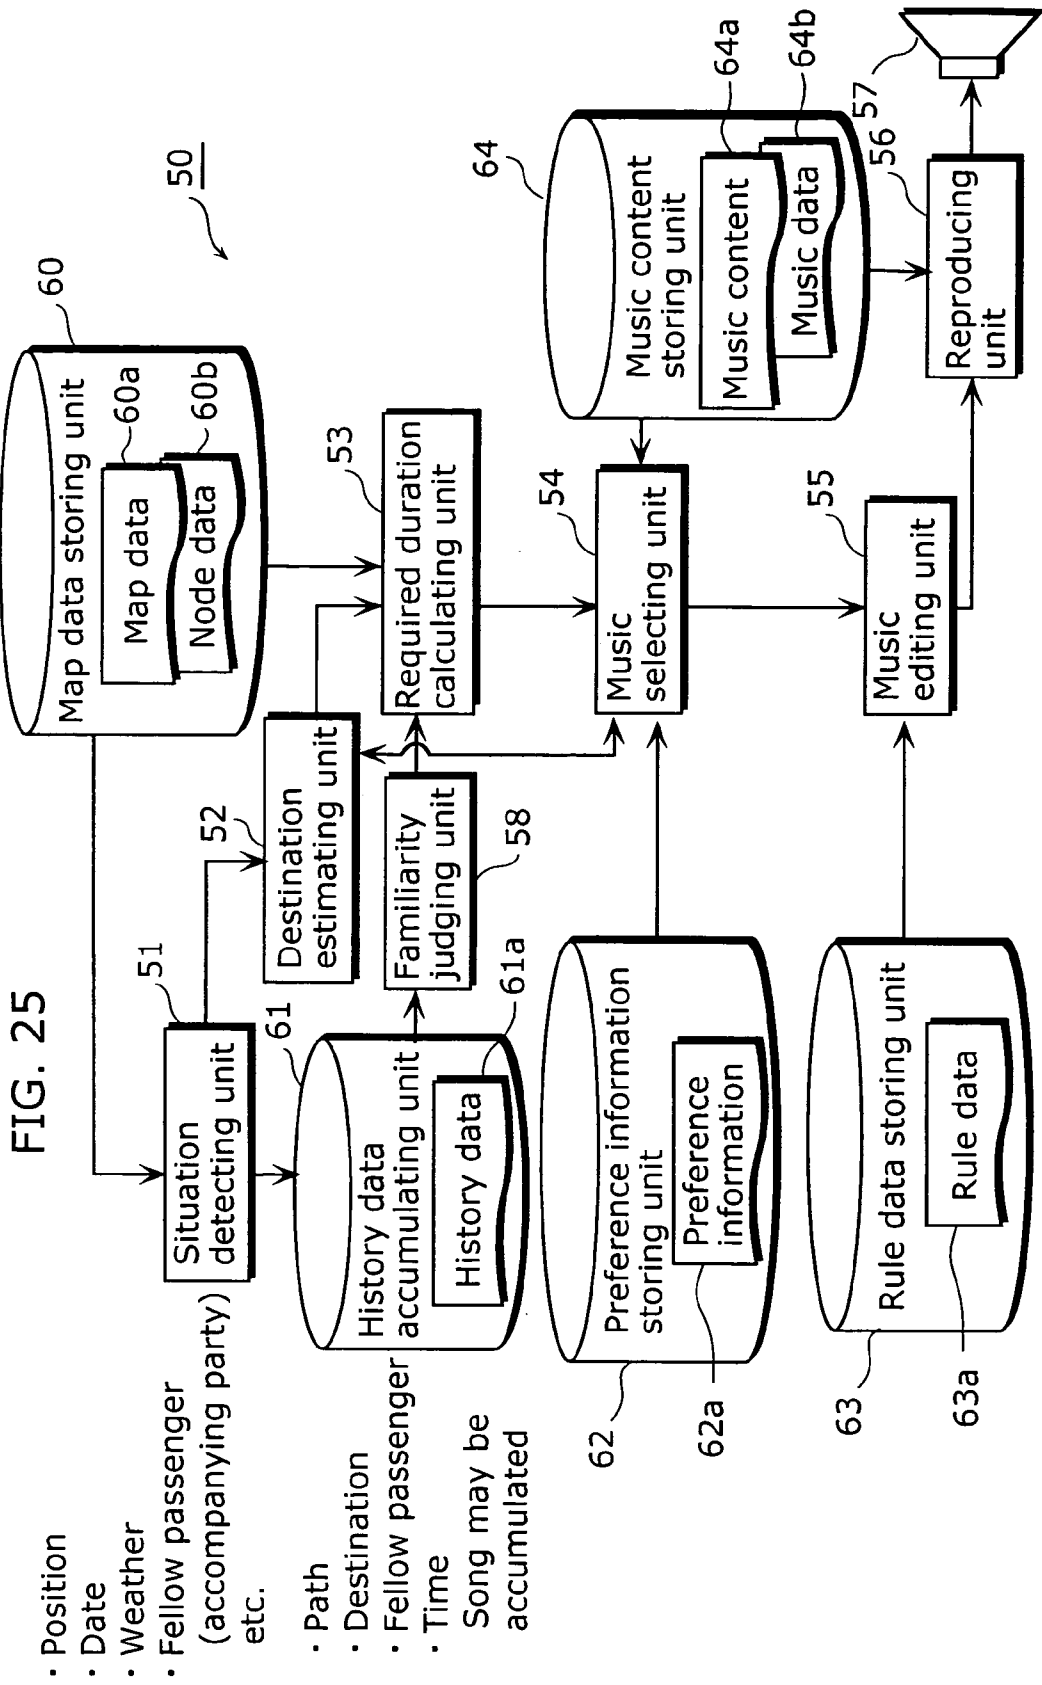 FIG. 25
50
· Position
· Date
· Weather
· Fellow passenger
(accompanying party)
etc.
Situation
detecting unit
51
Map data storing unit
60
Map data
60a
Node data
60b
Destination
estimating unit
52
· Path
· Destination
· Fellow passenger
· Time
Song may be
accumulated
61
History data
accumulating unit
History data
61a
Familiarity
judging unit
58
Required duration
calculating unit
53
Preference information
storing unit
Preference
information
62
62a
Music
selecting unit
54
64
Music content
storing unit
Music content
64a
Music data
64b
Rule data storing unit
Rule data
63
63a
Music
editing unit
55
Reproducing
unit
56
57